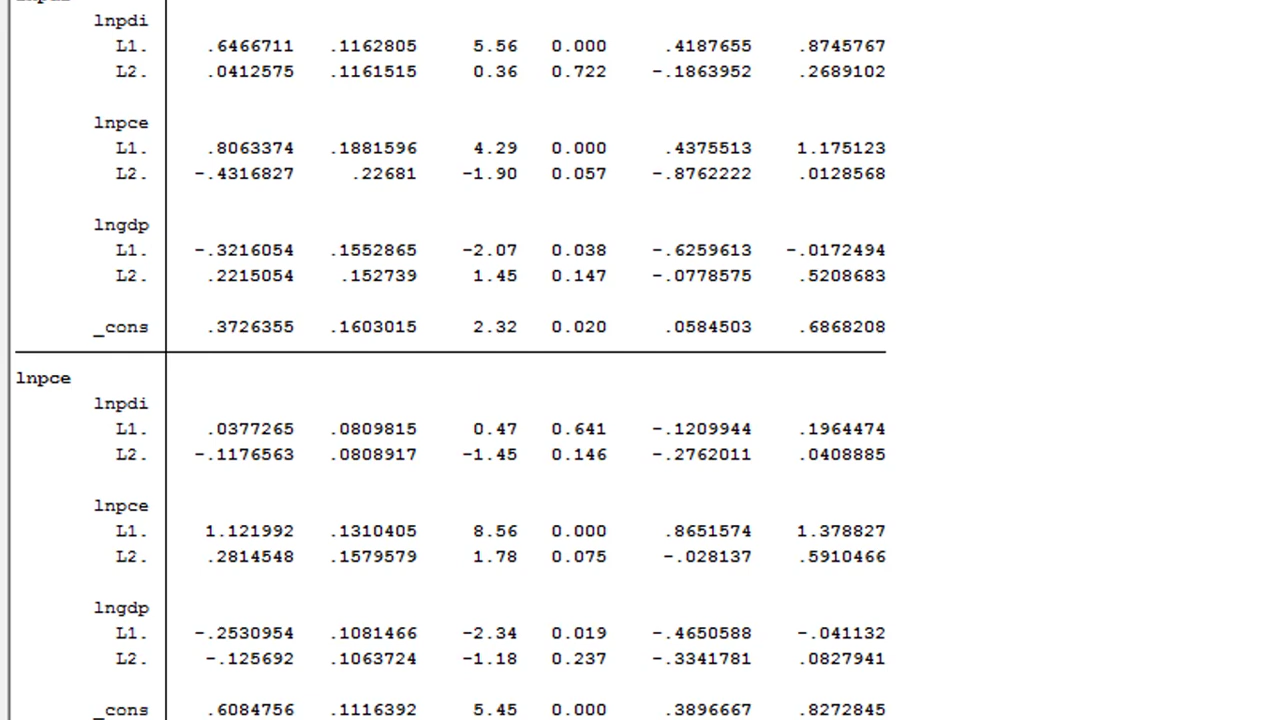 lnpdi
L1. .6466711 .1162805 5.56 0.000 .4187655 .8745767
L2. .0412575 .1161515 0.36 0.722 -.1863952 .2689102
lnpce
L1. .8063374 .1881596 4.29 0.000 .4375513 1.175123
L2. -.4316827 .22681 -1.90 0.057 -.8762222 .0128568
lngdp
L1. -.3216054 .1552865 -2.07 0.038 -.6259613 -.0172494
L2. .2215054 .152739 1.45 0.147 -.0778575 .5208683
_cons .3726355 .1603015 2.32 0.020 .0584503 .6868208
lnpce
lnpdi
L1. .0377265 .0809815 0.47 0.641 -.1209944 .1964474
L2. -.1176563 .0808917 -1.45 0.146 -.2762011 .0408885
lnpce
L1. 1.121992 .1310405 8.56 0.000 .8651574 1.378827
L2. .2814548 .1579579 1.78 0.075 -.028137 .5910466
lngdp
L1. -.2530954 .1081466 -2.34 0.019 -.4650588 -.041132
L2. -.125692 .1063724 -1.18 0.237 -.3341781 .0827941
_cons .6084756 .1116392 5.45 0.000 .3896667 .8272845